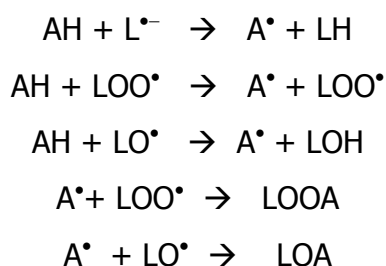 AH + L•– → A• + LH
AH + LOO• → A• + LOO•
AH + LO• → A• + LOH
A•+ LOO• → LOOA
A• + LO• → LOA